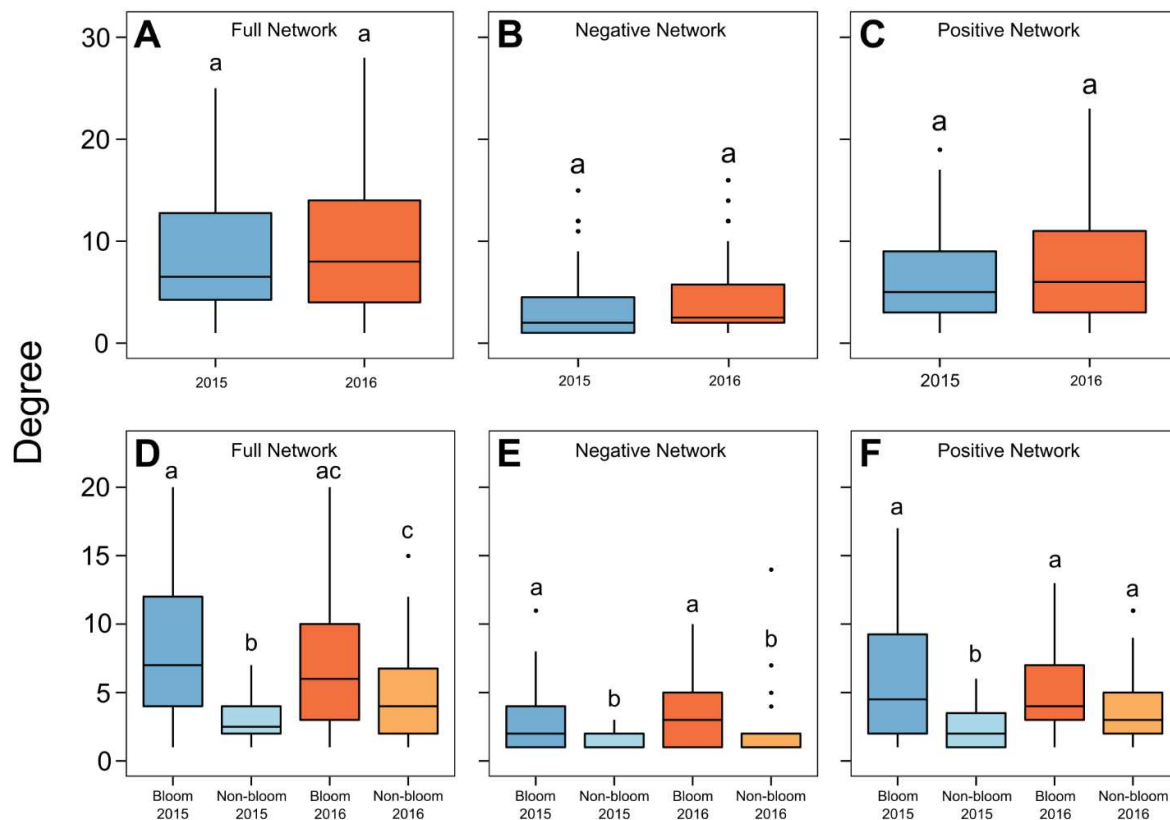 Degree
A
Full Network
30
20
10
0
a
a
2015
2016
B
Negative Network
a
a
2015
2016
C
Positive Network
a
a
2015
2016
D
Full Network
20
15
10
5
0
a
b
ac
c
Bloom
2015
Non-bloom
2015
Bloom
2016
Non-bloom
2016
E
Negative Network
a
b
a
b
Bloom
2015
Non-bloom
2015
Bloom
2016
Non-bloom
2016
F
Positive Network
a
b
a
a
Bloom
2015
Non-bloom
2015
Bloom
2016
Non-bloom
2016